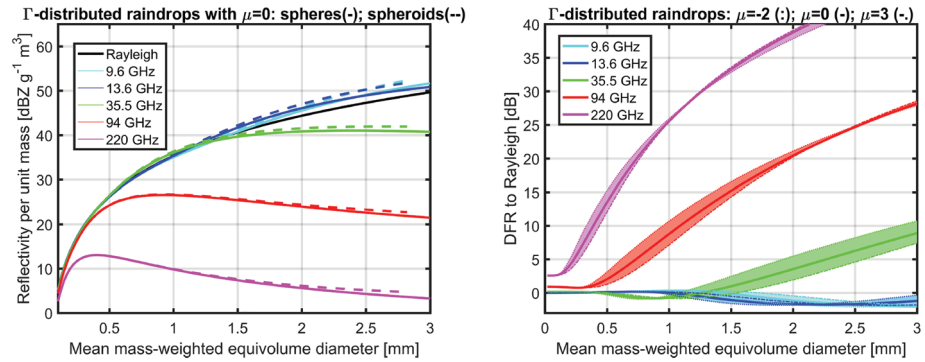 Γ-distributed raindrops with μ=0: spheres(-); spheroids(--)
Reflectivity per unit mass [dBZ g⁻¹ m³]
60
50
40
30
20
10
0
Rayleigh
9.6 GHz
13.6 GHz
35.5 GHz
94 GHz
220 GHz
0.5 1 1.5 2 2.5 3
Mean mass-weighted equivolume diameter [mm]
Γ-distributed raindrops: μ=-2 (:); μ=0 (-); μ=3 (-.)
DFR to Rayleigh [dB]
40
35
30
25
20
15
10
5
0
9.6 GHz
13.6 GHz
35.5 GHz
94 GHz
220 GHz
0 0.5 1 1.5 2 2.5 3
Mean mass-weighted equivolume diameter [mm]